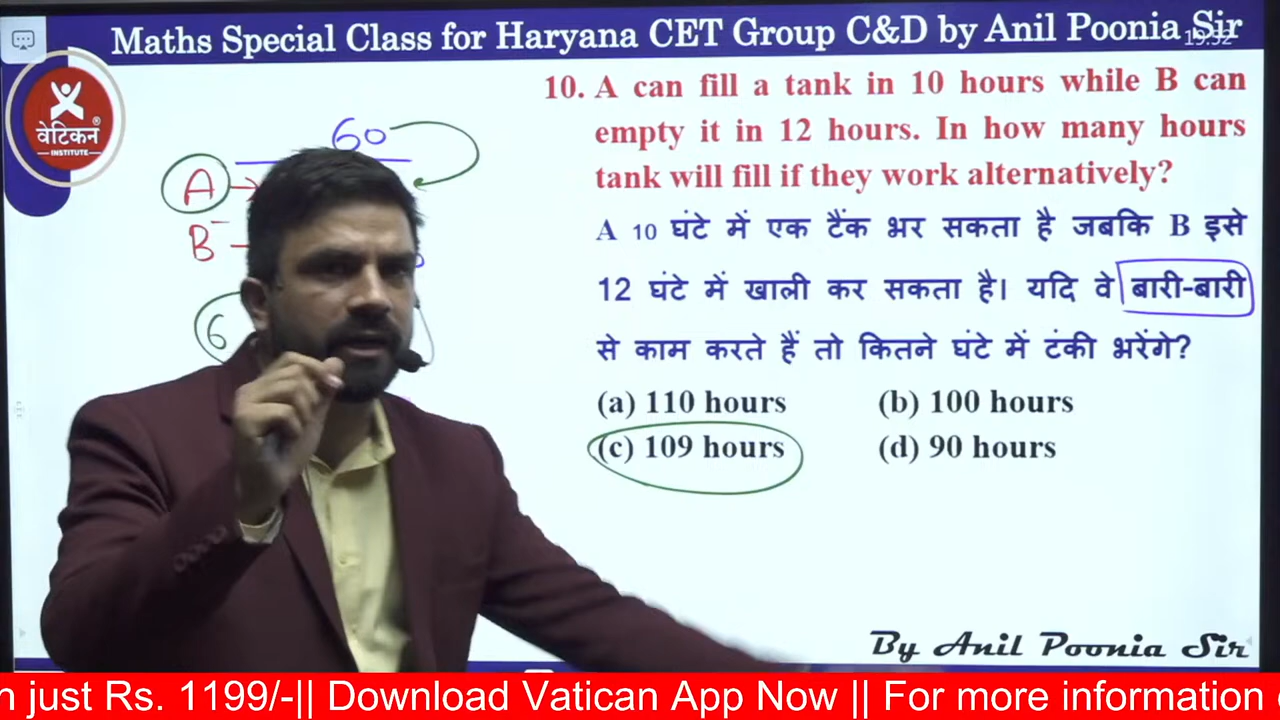 Maths Special Class for Haryana CET Group C&D by Anil Poonia Sir
वेटिकन
INSTITUTE
60
A
B
6
10. A can fill a tank in 10 hours while B can
empty it in 12 hours. In how many hours
tank will fill if they work alternatively?
A 10 घंटे में एक टैंक भर सकता है जबकि B इसे
12 घंटे में खाली कर सकता है। यदि वे बारी-बारी
से काम करते हैं तो कितने घंटे में टंकी भरेंगे?
(a) 110 hours (b) 100 hours
(c) 109 hours (d) 90 hours
By Anil Poonia Sir
just Rs. 1199/-|| Download Vatican App Now || For more information